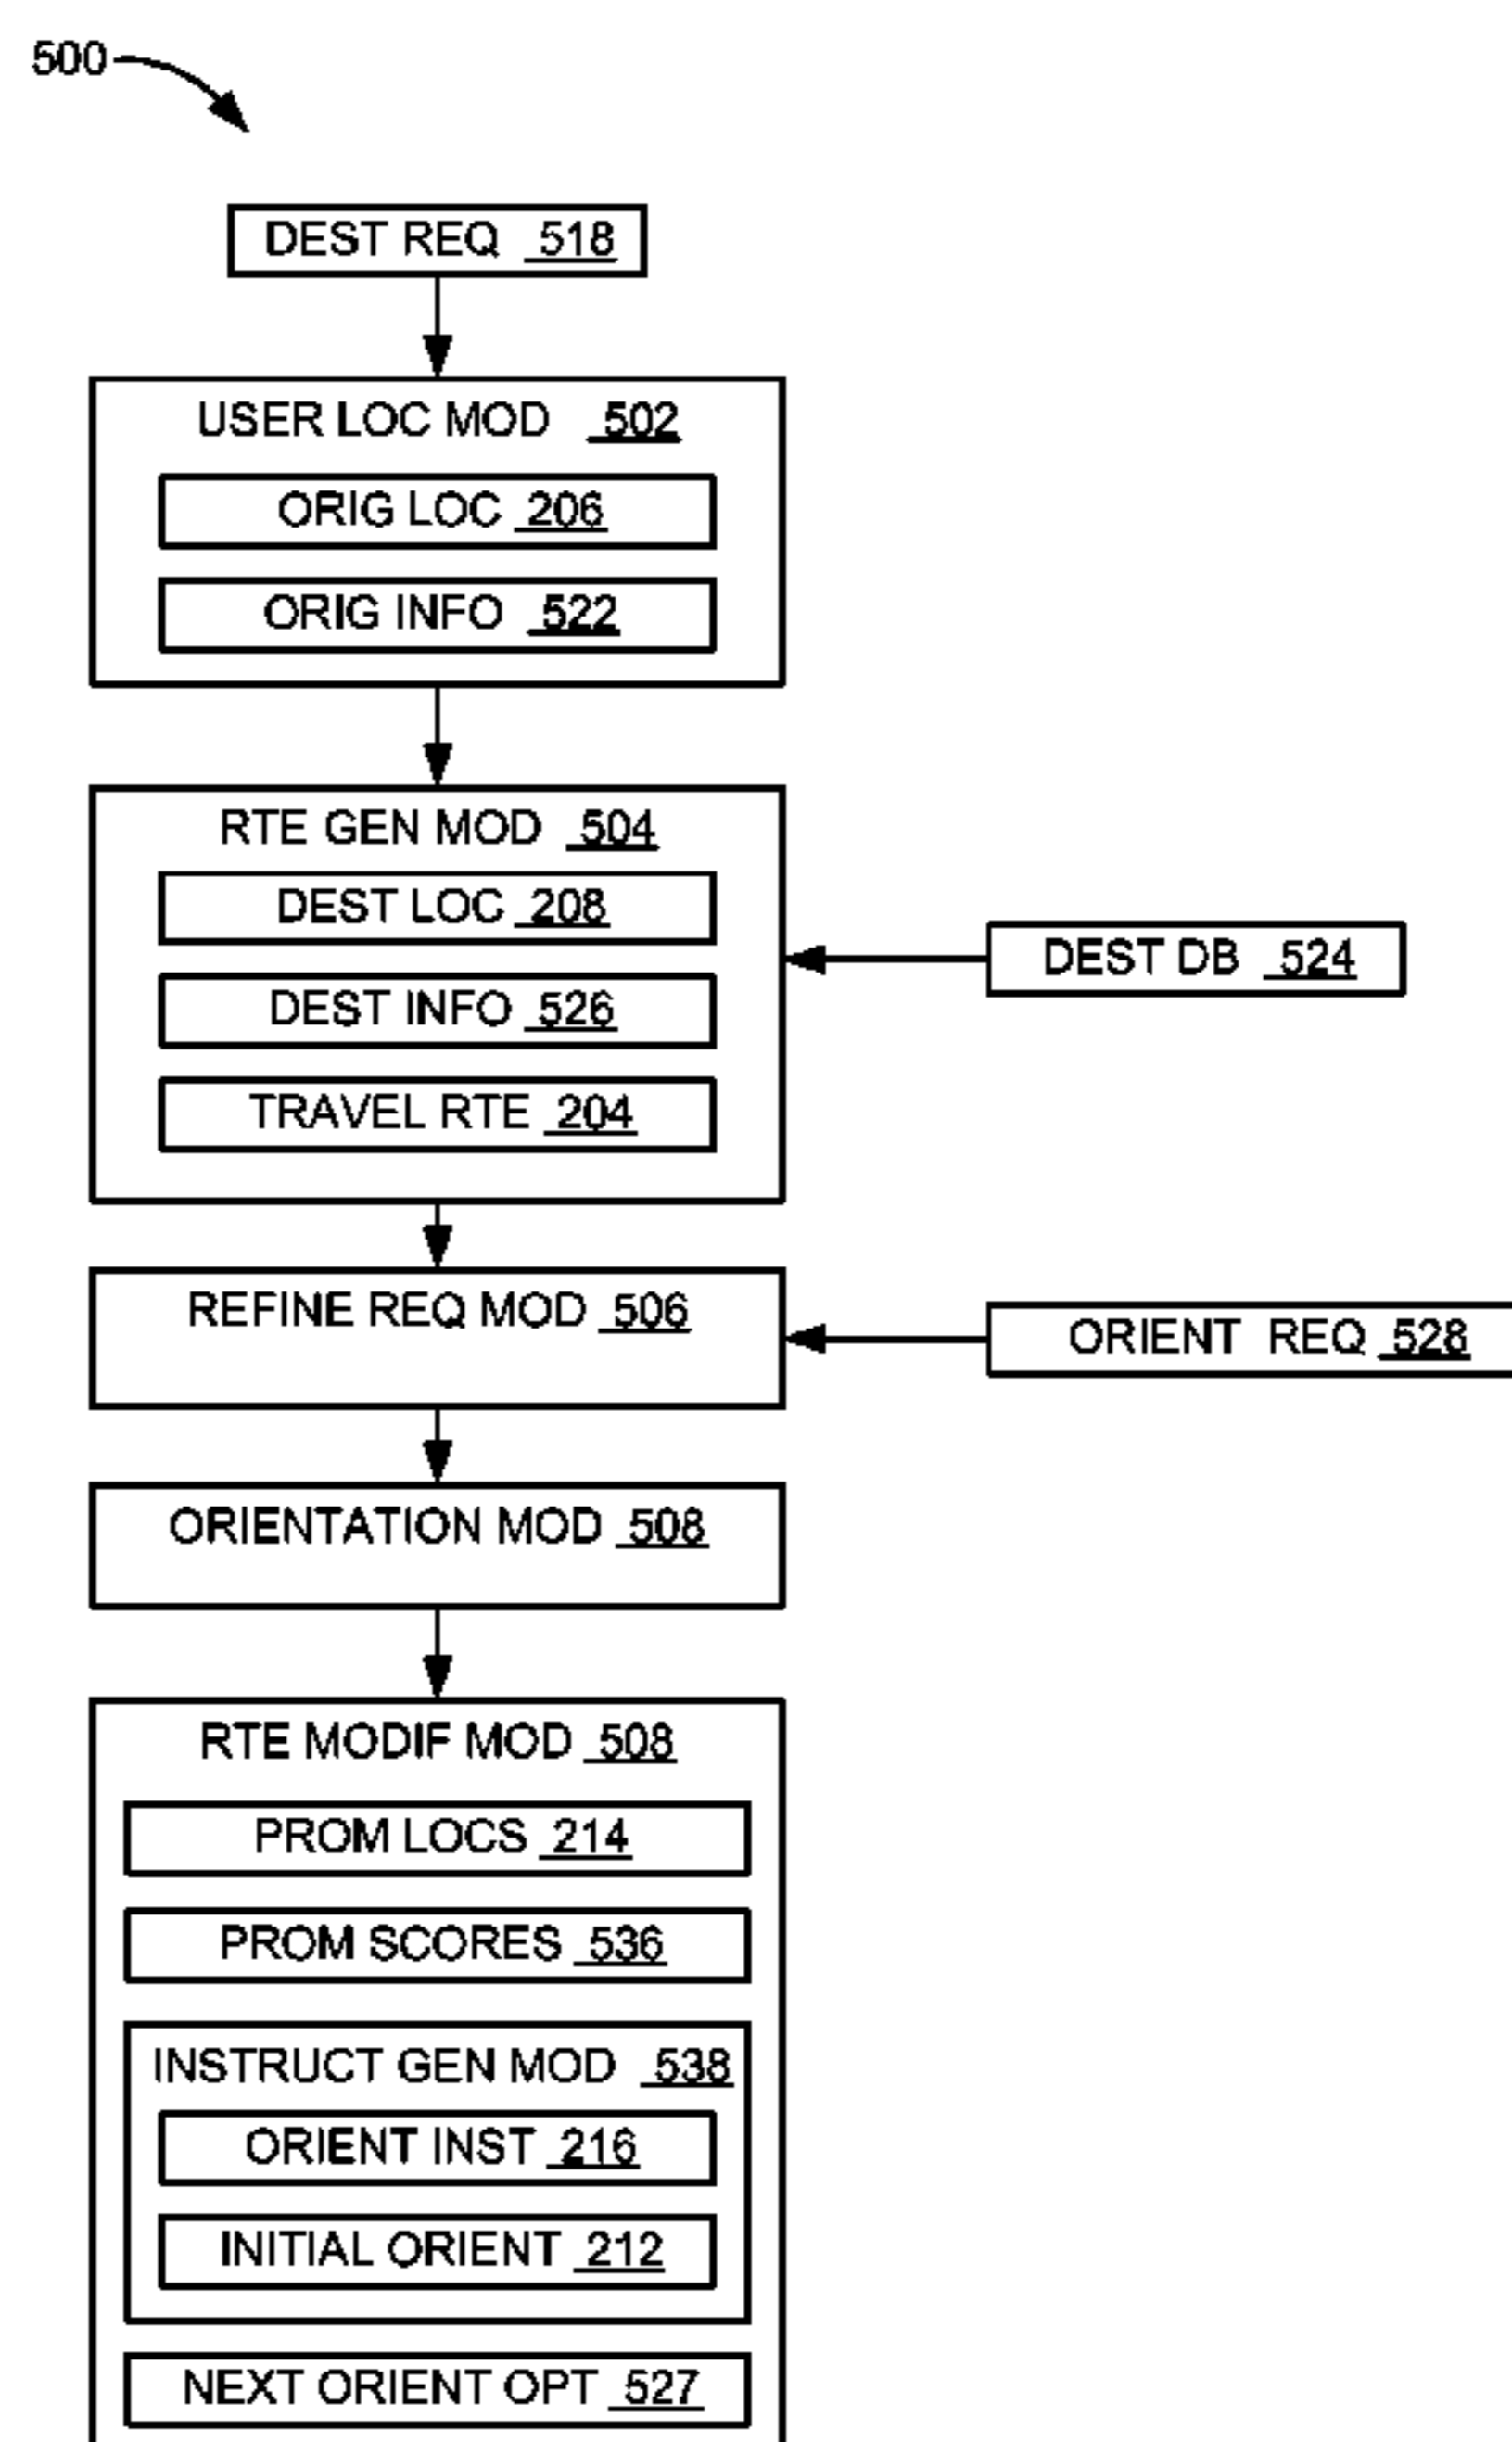 500
DEST REQ 518
USER LOC MOD 502
ORIG LOC 206
ORIG INFO 522
RTE GEN MOD 504
DEST LOC 208
DEST INFO 526
TRAVEL RTE 204
DEST DB 524
REFINE REQ MOD 506
ORIENT REQ 528
ORIENTATION MOD 508
RTE MODIF MOD 508
PROM LOCS 214
PROM SCORES 536
INSTRUCT GEN MOD 538
ORIENT INST 216
INITIAL ORIENT 212
NEXT ORIENT OPT 527